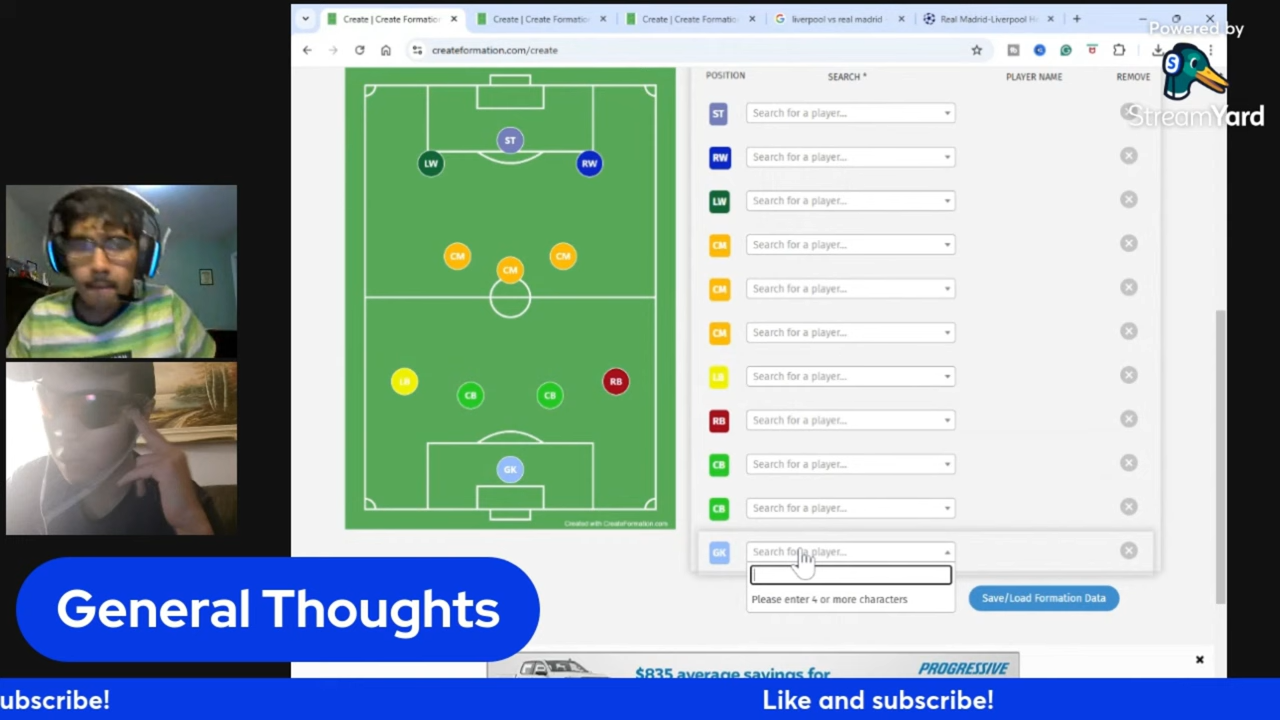 Create | Create Formation
Create | Create Formatio
Create | Create Formatio
liverpool vs real madrid
Real Madrid-Liverpool H
Powered by
createformation.com/create
StreamYard
POSITION
SEARCH *
PLAYER NAME
REMOVE
ST
Search for a player...
RW
Search for a player...
LW
Search for a player...
CM
Search for a player...
CM
Search for a player...
CM
Search for a player...
LB
Search for a player...
RB
Search for a player...
CB
Search for a player...
CB
Search for a player...
GK
Search for a player...
Please enter 4 or more characters
Save/Load Formation Data
ST
LW
RW
CM
CM
CM
LB
CB
CB
RB
GK
Created with CreateFormation.com
General Thoughts
$835 average savings for
PROGRESSIVE
ubscribe!
Like and subscribe!